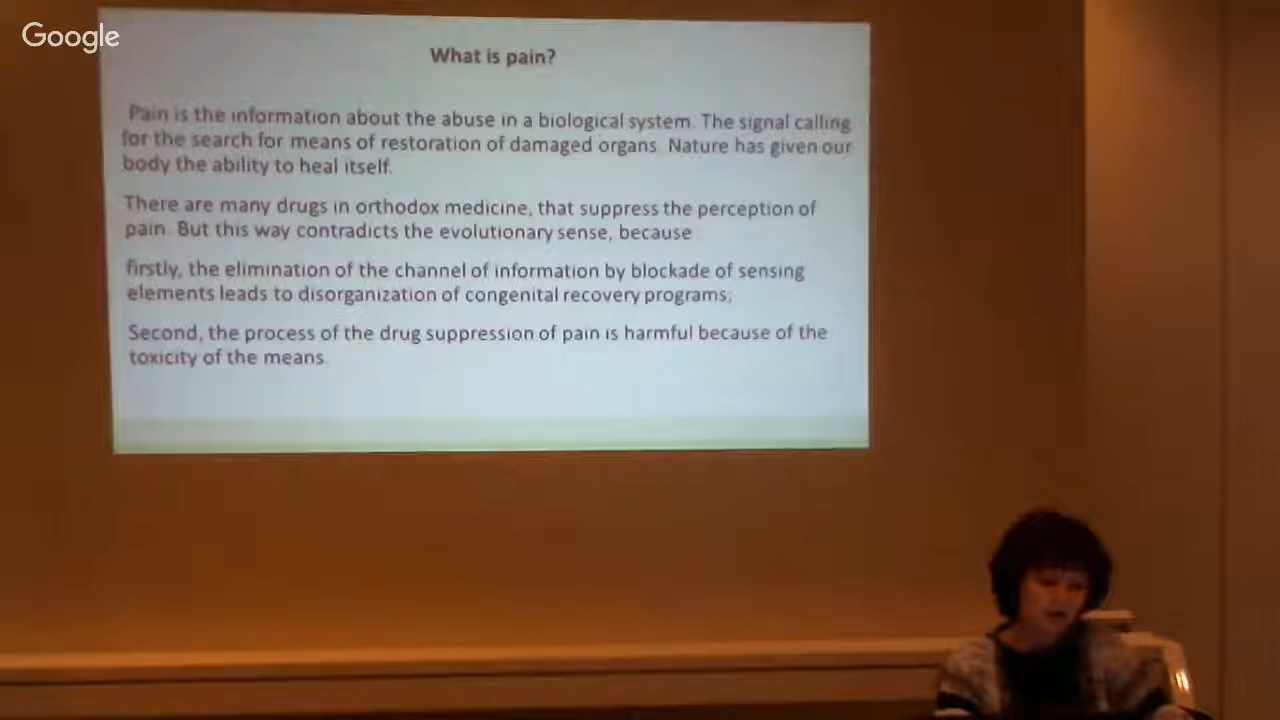 Google
What is pain?
Pain is the information about the abuse in a biological system. The signal calling
for the search for means of restoration of damaged organs. Nature has given our
body the ability to heal itself.
There are many drugs in orthodox medicine, that suppress the perception of
pain. But this way contradicts the evolutionary sense, because
firstly, the elimination of the channel of information by blockade of sensing
elements leads to disorganization of congenital recovery programs;
Second, the process of the drug suppression of pain is harmful because of the
toxicity of the means.